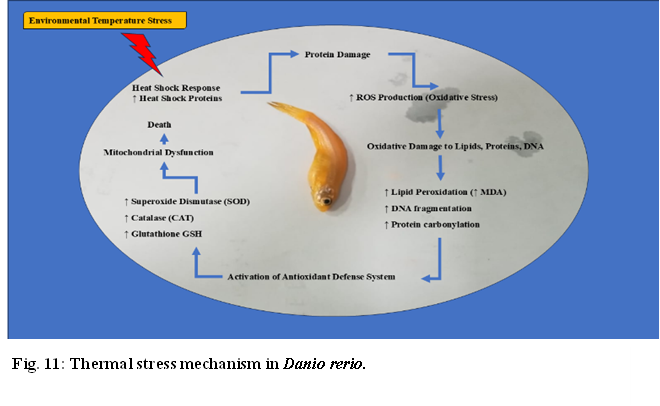 Environmental Temperature Stress
Heat Shock Response
↑ Heat Shock Proteins
Protein Damage
↑ ROS Production (Oxidative Stress)
Oxidative Damage to Lipids, Proteins, DNA
↑ Lipid Peroxidation (↑ MDA)
↑ DNA fragmentation
↑ Protein carbonylation
Activation of Antioxidant Defense System
↑ Superoxide Dismutase (SOD)
↑ Catalase (CAT)
↑ Glutathione GSH
Mitochondrial Dysfunction
Death
Fig. 11: Thermal stress mechanism in Danio rerio.